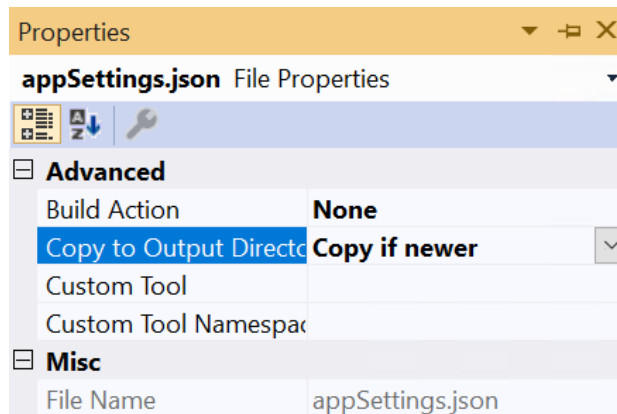 Properties
appSettings.json File Properties
Advanced
Build Action None
Copy to Output Directo Copy if newer
Custom Tool
Custom Tool Namespac
Misc
File Name appSettings.json